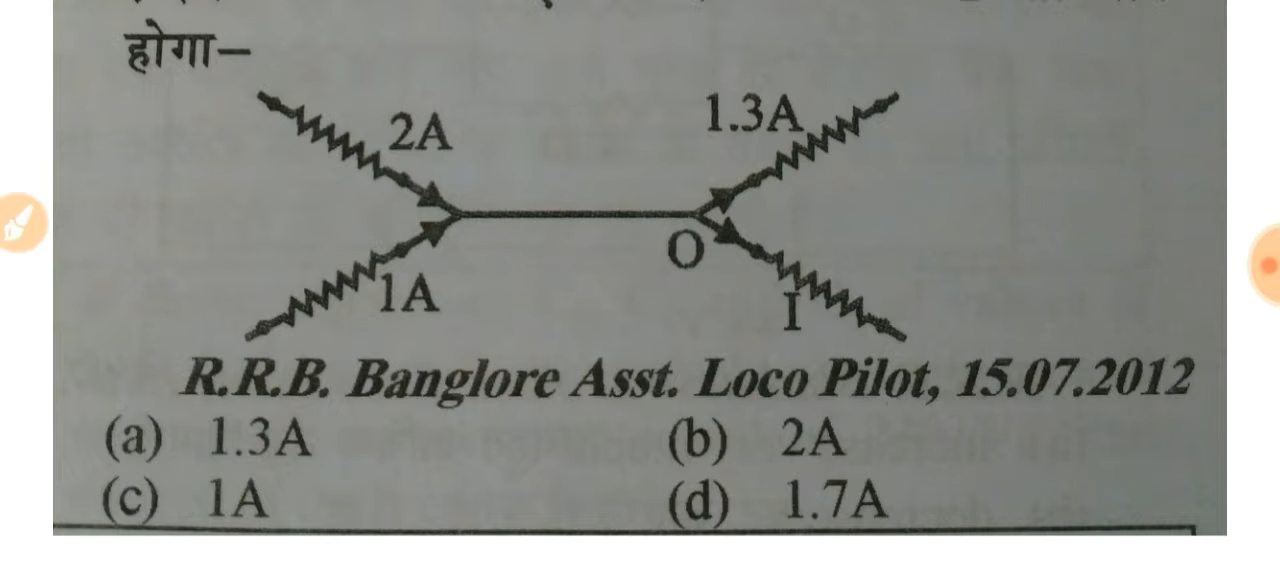 होगा–
2A
1.3A
O
1A
I
R.R.B. Banglore Asst. Loco Pilot, 15.07.2012
(a) 1.3A (b) 2A
(c) 1A (d) 1.7A